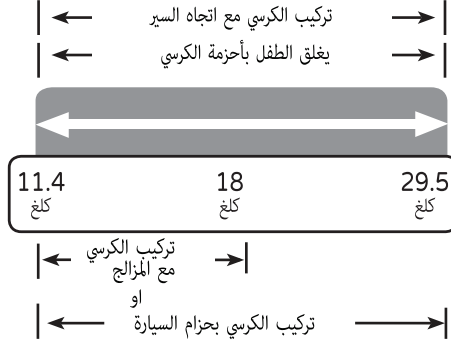 تركيب الكرسي مع اتجاه السير
يغلق الطفل بأحزمة الكرسي
11.4 18 29.5
كلغ كلغ كلغ
تركيب الكرسي
مع المزالج
او
تركيب الكرسي بحزام السيارة